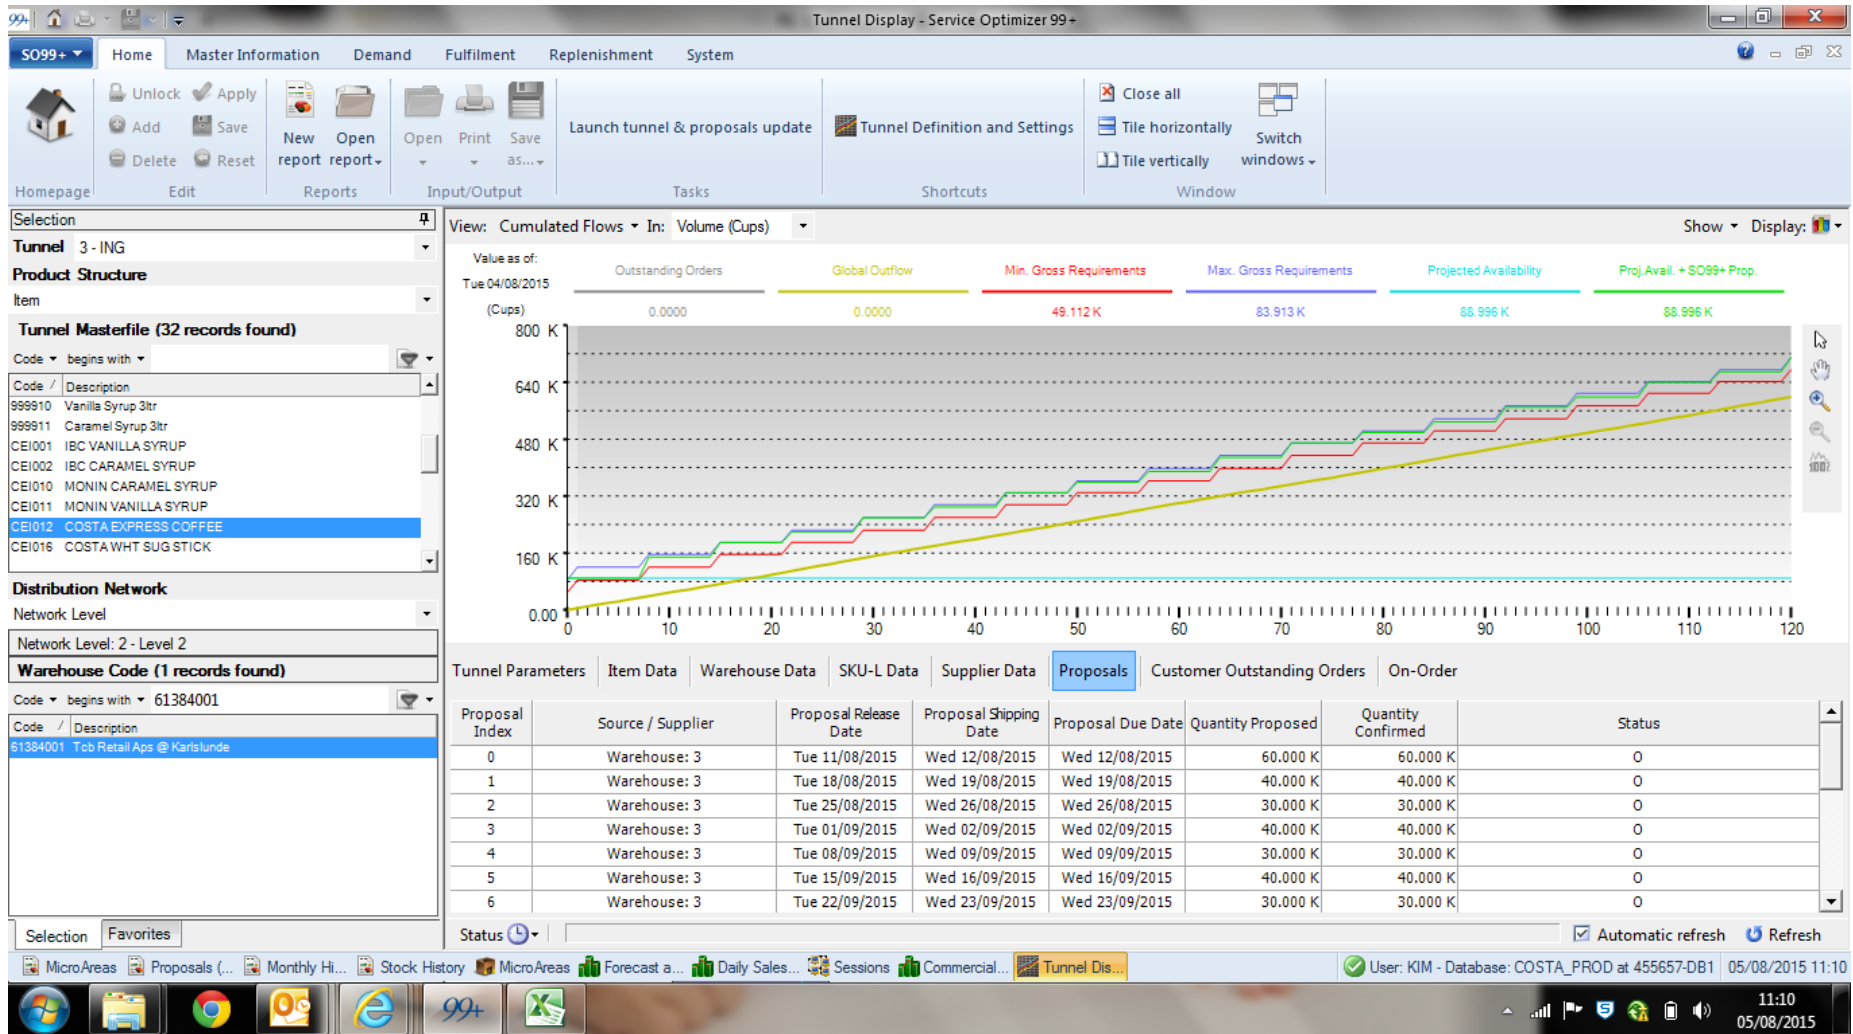 99+
Tunnel Display - Service Optimizer 99+
SO99+ Home Master Information Demand Fulfilment Replenishment System
Unlock Apply
Add Save
Delete Reset
New report
Open report
Open
Print
Save as...
Launch tunnel & proposals update
Tunnel Definition and Settings
Close all
Tile horizontally
Tile vertically
Switch windows
Homepage Edit Reports Input/Output Tasks Shortcuts Window
Selection
Tunnel 3 - ING
Product Structure
Item
Tunnel Masterfile (32 records found)
Code begins with
Code / Description
999910 Vanilla Syrup 3ltr
999911 Caramel Syrup 3ltr
CEI001 IBC VANILLA SYRUP
CEI002 IBC CARAMEL SYRUP
CEI010 MONIN CARAMEL SYRUP
CEI011 MONIN VANILLA SYRUP
CEI012 COSTA EXPRESS COFFEE
CEI016 COSTA WHT SUG STICK
Distribution Network
Network Level
Network Level: 2 - Level 2
Warehouse Code (1 records found)
Code begins with 61384001
Code / Description
61384001 Tcb Retail Aps @ Karlslunde
Selection Favorites
View: Cumulated Flows In: Volume (Cups)
Show Display:
Value as of:
Tue 04/08/2015
(Cups)
Outstanding Orders Global Outflow Min. Gross Requirements Max. Gross Requirements Projected Availability Proj.Avail. + SO99+ Prop.
0.0000 0.0000 49.112 K 83.913 K 88.996 K 88.996 K
800 K
640 K
480 K
320 K
160 K
0.00
0 10 20 30 40 50 60 70 80 90 100 110 120
100%
Tunnel Parameters Item Data Warehouse Data SKU-L Data Supplier Data Proposals Customer Outstanding Orders On-Order
Proposal Index Source / Supplier Proposal Release Date Proposal Shipping Date Proposal Due Date Quantity Proposed Quantity Confirmed Status
0 Warehouse: 3 Tue 11/08/2015 Wed 12/08/2015 Wed 12/08/2015 60.000 K 60.000 K O
1 Warehouse: 3 Tue 18/08/2015 Wed 19/08/2015 Wed 19/08/2015 40.000 K 40.000 K O
2 Warehouse: 3 Tue 25/08/2015 Wed 26/08/2015 Wed 26/08/2015 30.000 K 30.000 K O
3 Warehouse: 3 Tue 01/09/2015 Wed 02/09/2015 Wed 02/09/2015 40.000 K 40.000 K O
4 Warehouse: 3 Tue 08/09/2015 Wed 09/09/2015 Wed 09/09/2015 30.000 K 30.000 K O
5 Warehouse: 3 Tue 15/09/2015 Wed 16/09/2015 Wed 16/09/2015 40.000 K 40.000 K O
6 Warehouse: 3 Tue 22/09/2015 Wed 23/09/2015 Wed 23/09/2015 30.000 K 30.000 K O
Status
Automatic refresh Refresh
MicroAreas Proposals (... Monthly Hi... Stock History MicroAreas Forecast a... Daily Sales... Sessions Commercial... Tunnel Dis...
User: KIM - Database: COSTA_PROD at 455657-DB1 05/08/2015 11:10
99+
11:10
05/08/2015